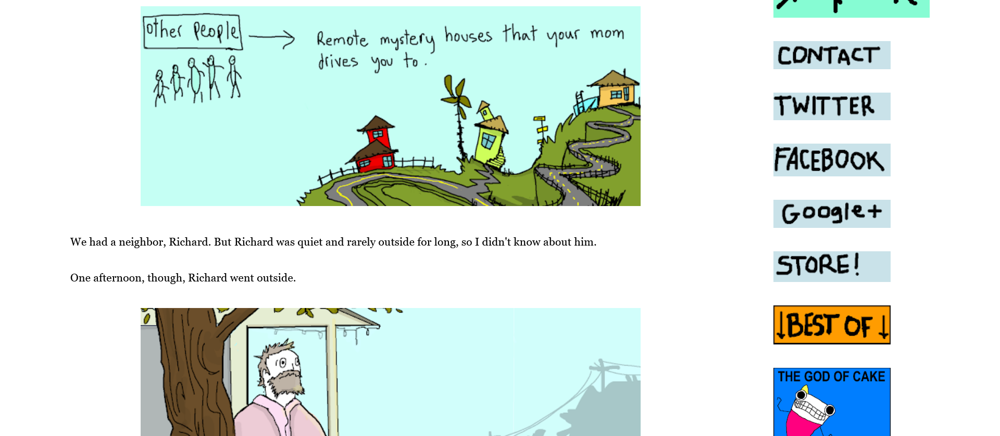 other people
Remote mystery houses that your mom
drives you to.
We had a neighbor, Richard. But Richard was quiet and rarely outside for long, so I didn't know about him.
One afternoon, though, Richard went outside.
CONTACT
TWITTER
FACEBOOK
Google+
STORE!
↓BEST OF↓
THE GOD OF CAKE